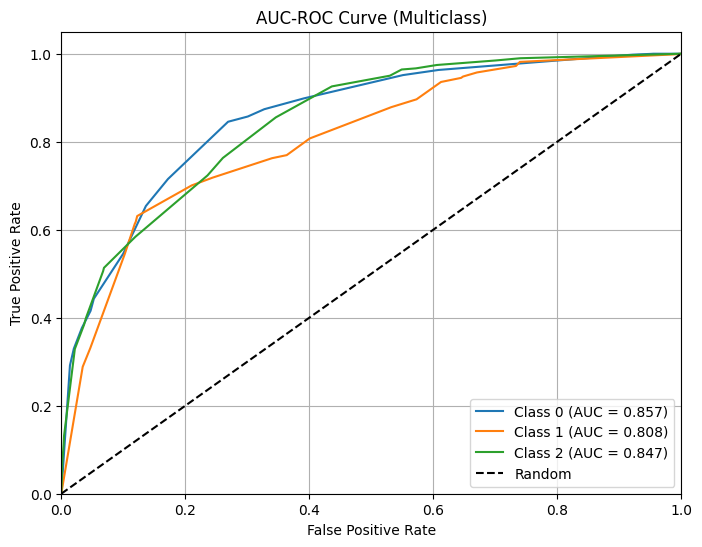 AUC-ROC Curve (Multiclass)
True Positive Rate
1.0
0.8
0.6
0.4
0.2
0.0
Class 0 (AUC = 0.857)
Class 1 (AUC = 0.808)
Class 2 (AUC = 0.847)
Random
0.0 0.2 0.4 0.6 0.8 1.0
False Positive Rate